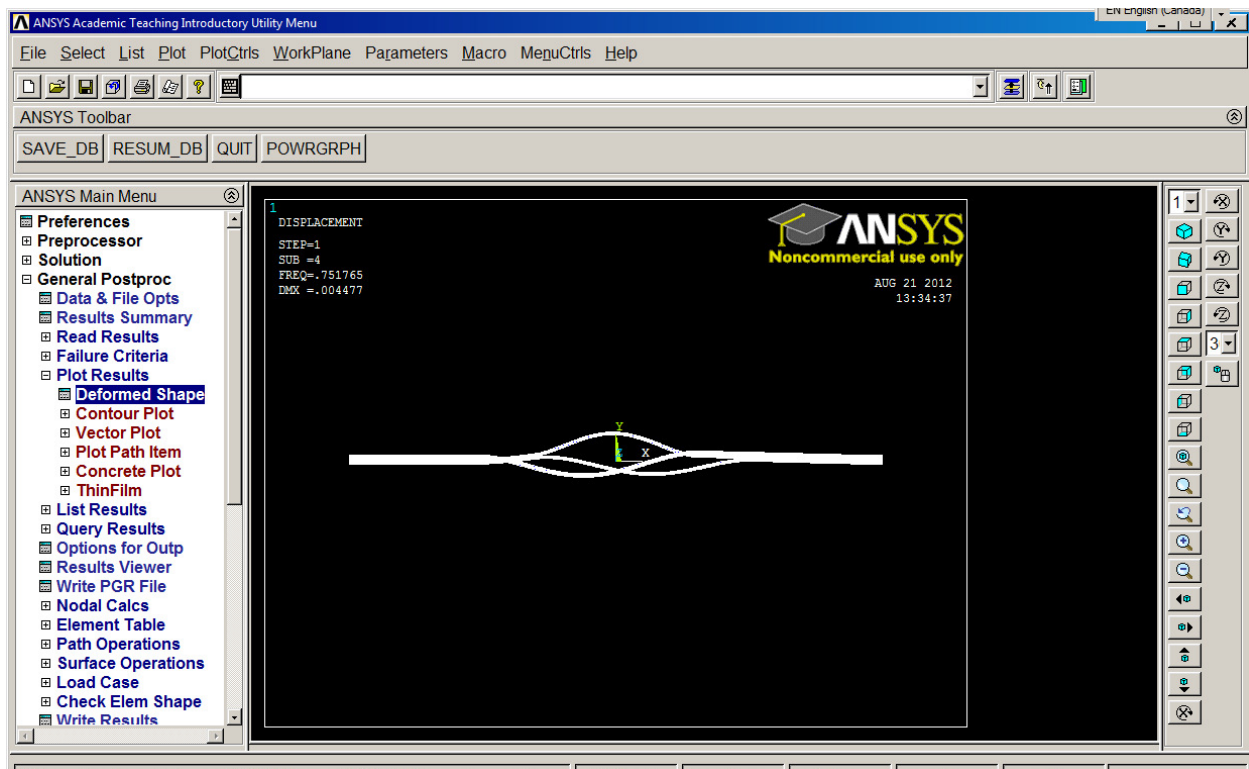 EN English (Canada)
ANSYS Academic Teaching Introductory Utility Menu
File Select List Plot PlotCtrls WorkPlane Parameters Macro MenuCtrls Help
ANSYS Toolbar
SAVE_DB RESUM_DB QUIT POWRGRPH
ANSYS Main Menu
Preferences
Preprocessor
Solution
General Postproc
Data & File Opts
Results Summary
Read Results
Failure Criteria
Plot Results
Deformed Shape
Contour Plot
Vector Plot
Plot Path Item
Concrete Plot
ThinFilm
List Results
Query Results
Options for Outp
Results Viewer
Write PGR File
Nodal Calcs
Element Table
Path Operations
Surface Operations
Load Case
Check Elem Shape
Write Results
1
DISPLACEMENT
STEP=1
SUB =4
FREQ=.751765
DMX =.004477
ANSYS
Noncommercial use only
AUG 21 2012
13:34:37
Y
X
1
X
Y
Z
Z
3